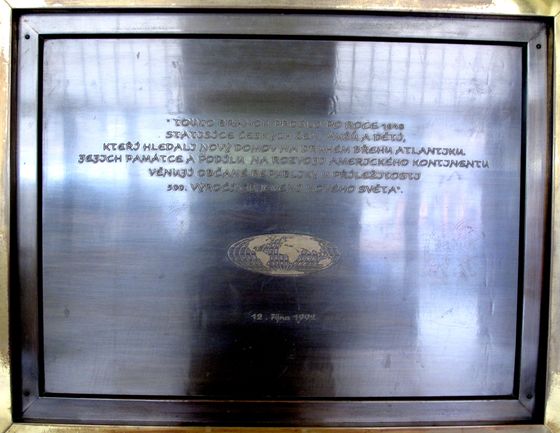 " TOUTO BRANOU PROŠLY PO ROCE 1848
STATISÍCE ČESKÝCH ŽEN, MUŽŮ A DĚTÍ,
KTEŘÍ HLEDALI NOVÝ DOMOV NA DRUHÉM BŘEHU ATLANTIKU.
JEJICH PAMÁTCE A PODÍLU NA ROZVOJI AMERICKÉHO KONTINENTU
VĚNUJÍ OBČANÉ REPUBLIKY K PŘÍLEŽITOSTI
500. VÝROČÍ OBJEVENÍ NOVÉHO SVĚTA".
12. října 1992